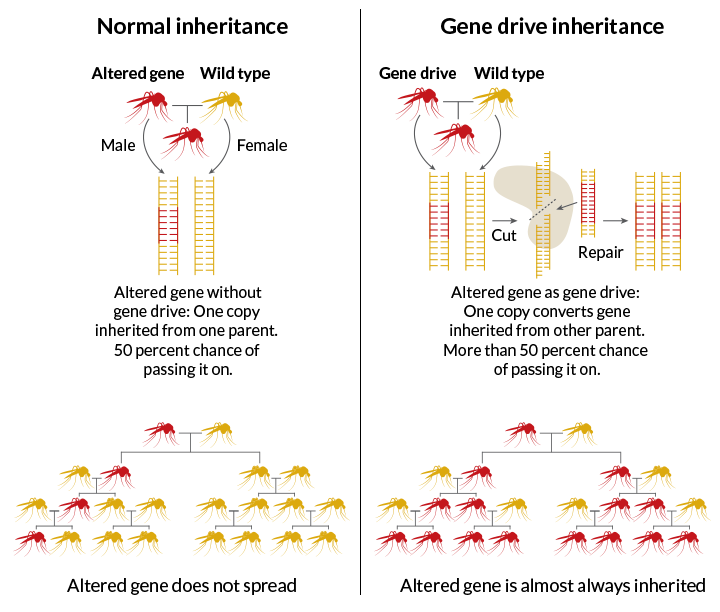 Normal inheritance
Altered gene
Wild type
Male
Female
Altered gene without
gene drive: One copy
inherited from one parent.
50 percent chance of
passing it on.
Altered gene does not spread
Gene drive inheritance
Gene drive
Wild type
Cut
Repair
Altered gene as gene drive:
One copy converts gene
inherited from other parent.
More than 50 percent chance
of passing it on.
Altered gene is almost always inherited